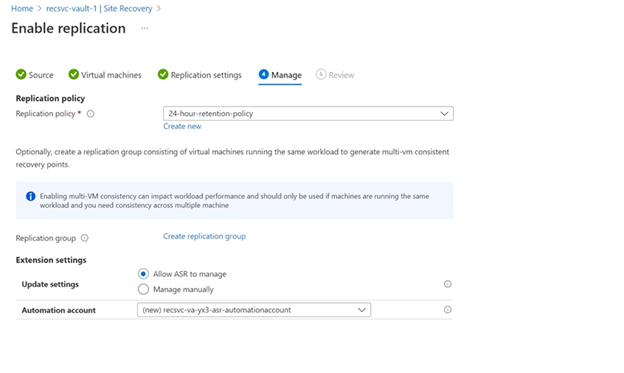 Home > recsvc-vault-1 | Site Recovery >
Enable replication ...
Source Virtual machines Replication settings 4 Manage 5 Review
Replication policy
Replication policy * 24-hour-retention-policy
Create new
Optionally, create a replication group consisting of virtual machines running the same workload to generate multi-vm consistent
recovery points.
Enabling multi-VM consistency can impact workload performance and should only be used if machines are running the same
workload and you need consistency across multiple machine
Replication group Create replication group
Extension settings
Update settings
Allow ASR to manage
Manage manually
Automation account (new) recsvc-va-yx3-asr-automationaccount